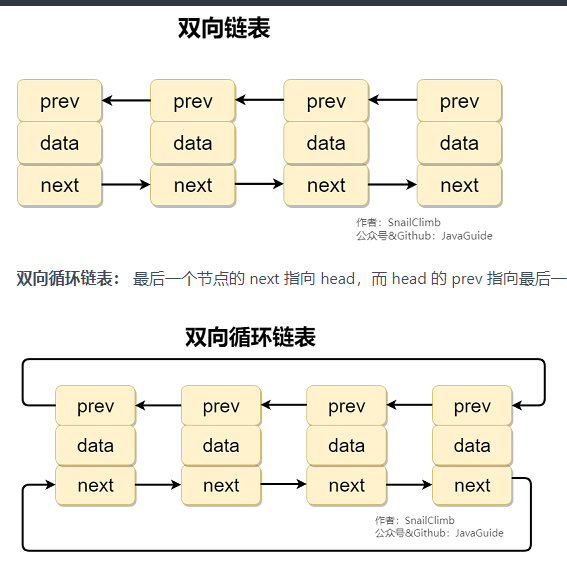 双向链表
prev prev prev prev
data data data data
next next next next
作者：SnailClimb
公众号&Github：JavaGuide
双向循环链表： 最后一个节点的 next 指向 head，而 head 的 prev 指向最后一
双向循环链表
prev prev prev prev
data data data data
next next next next
作者：SnailClimb
公众号&Github：JavaGuide